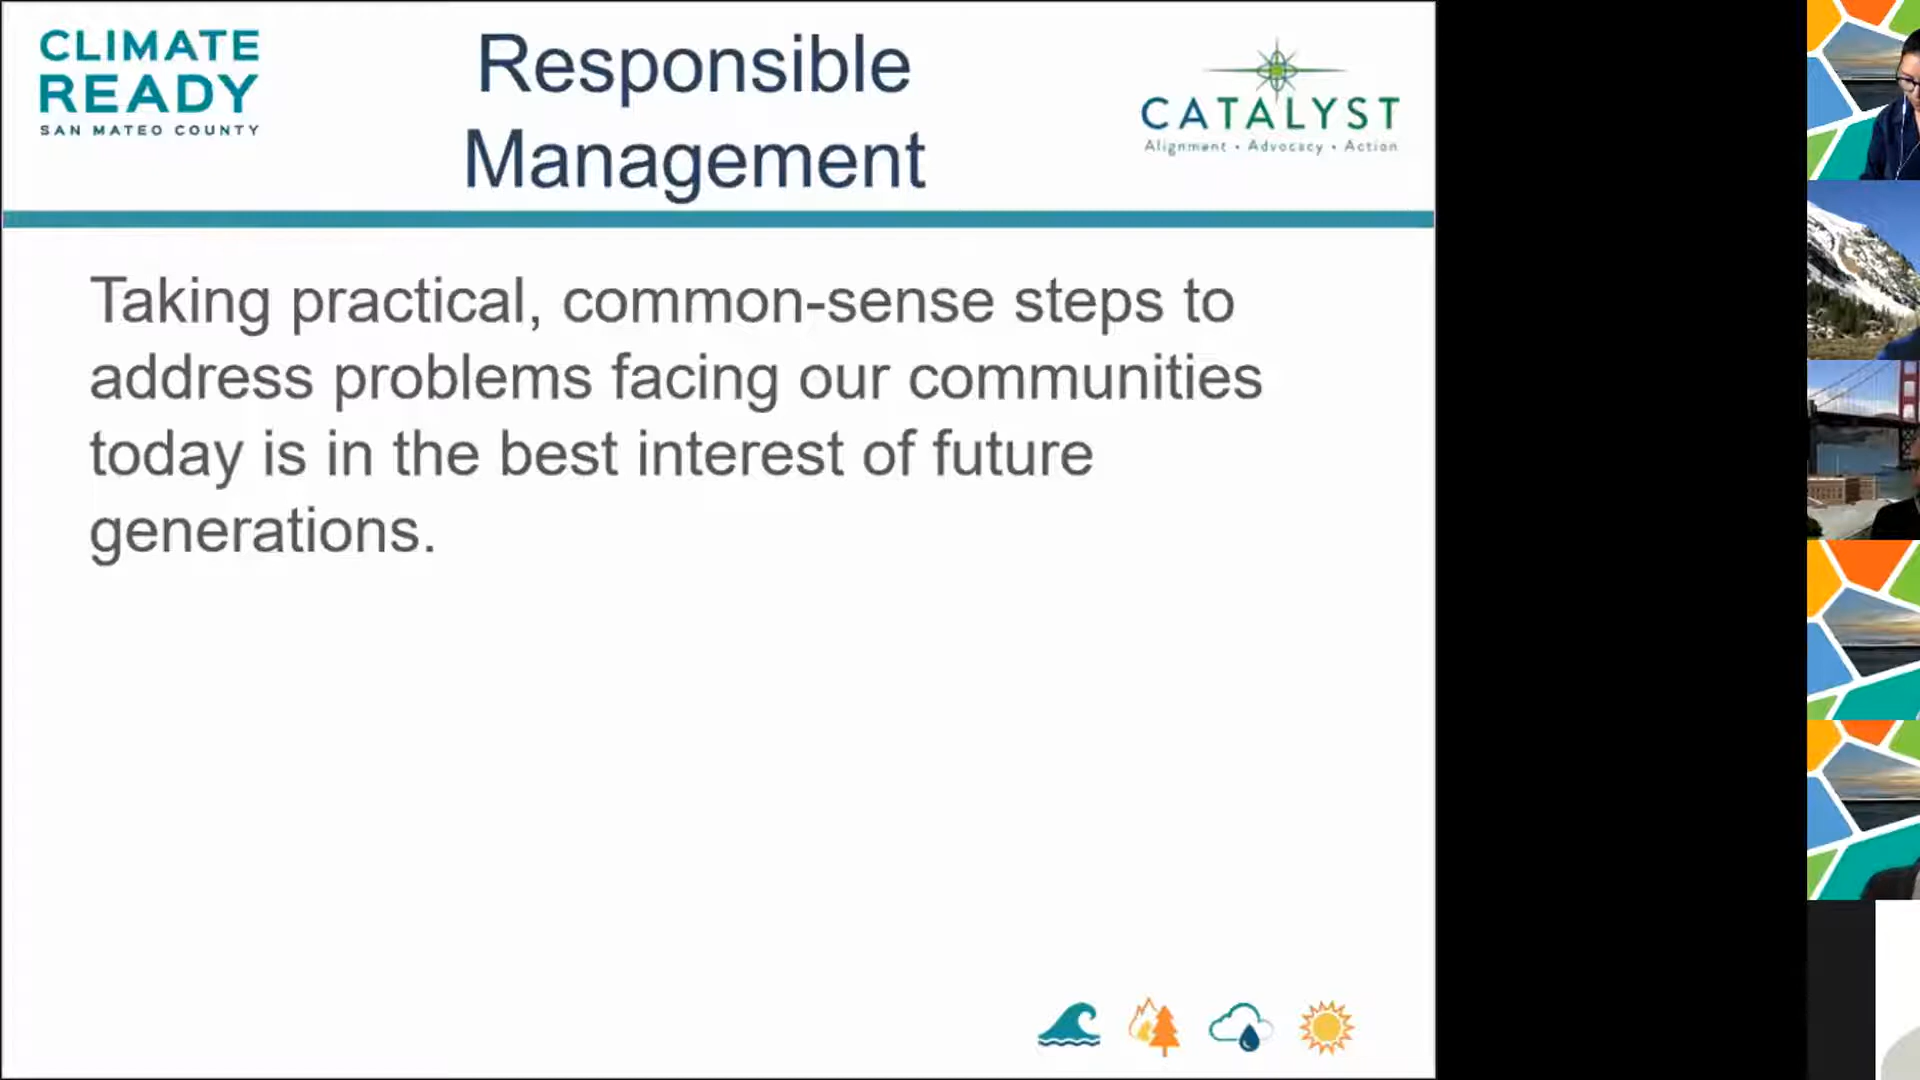 CLIMATE
READY
SAN MATEO COUNTY
Responsible
Management
CATALYST
Alignment • Advocacy • Action
Taking practical, common-sense steps to
address problems facing our communities
today is in the best interest of future
generations.